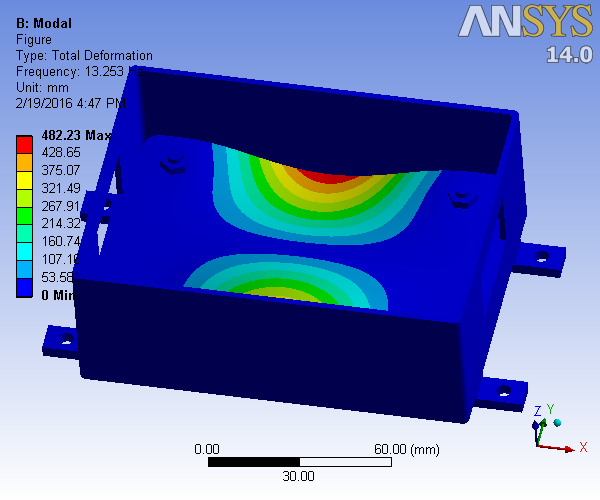 B: Modal
Figure
Type: Total Deformation
Frequency: 13.253
Unit: mm
2/19/2016 4:47 PM
ANSYS
14.0
482.23 Max
428.65
375.07
321.49
267.91
214.32
160.74
107.16
53.58
0 Min
Z Y
X
0.00 60.00 (mm)
30.00